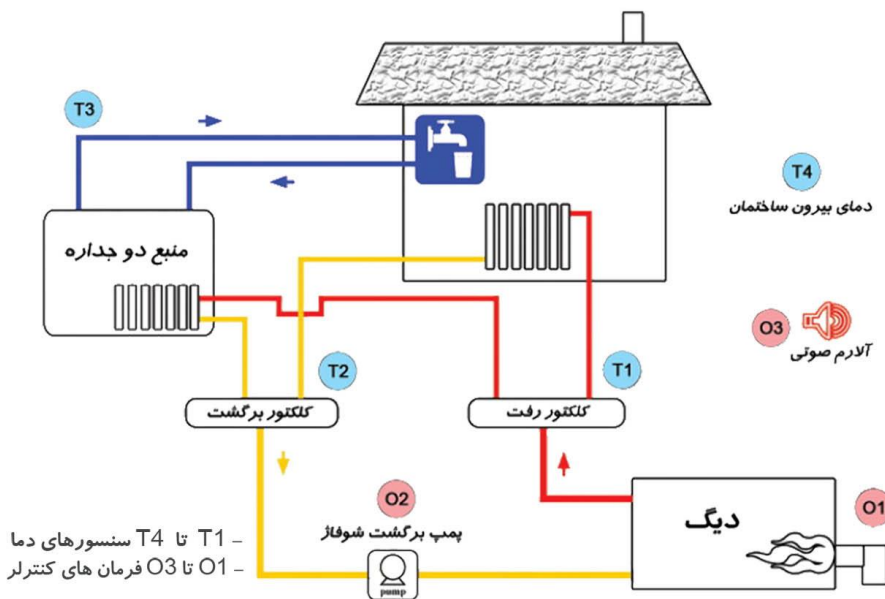 T3
T4
دمای بیرون ساختمان
منبع دو جداره
O3
آلارم صوتی
T2
T1
کلکتور برگشت
کلکتور رفت
O2
پمپ برگشت شوفاژ
pump
دیگ
O1
- T1 تا T4 سنسورهای دما
- O1 تا O3 فرمان های کنترلر